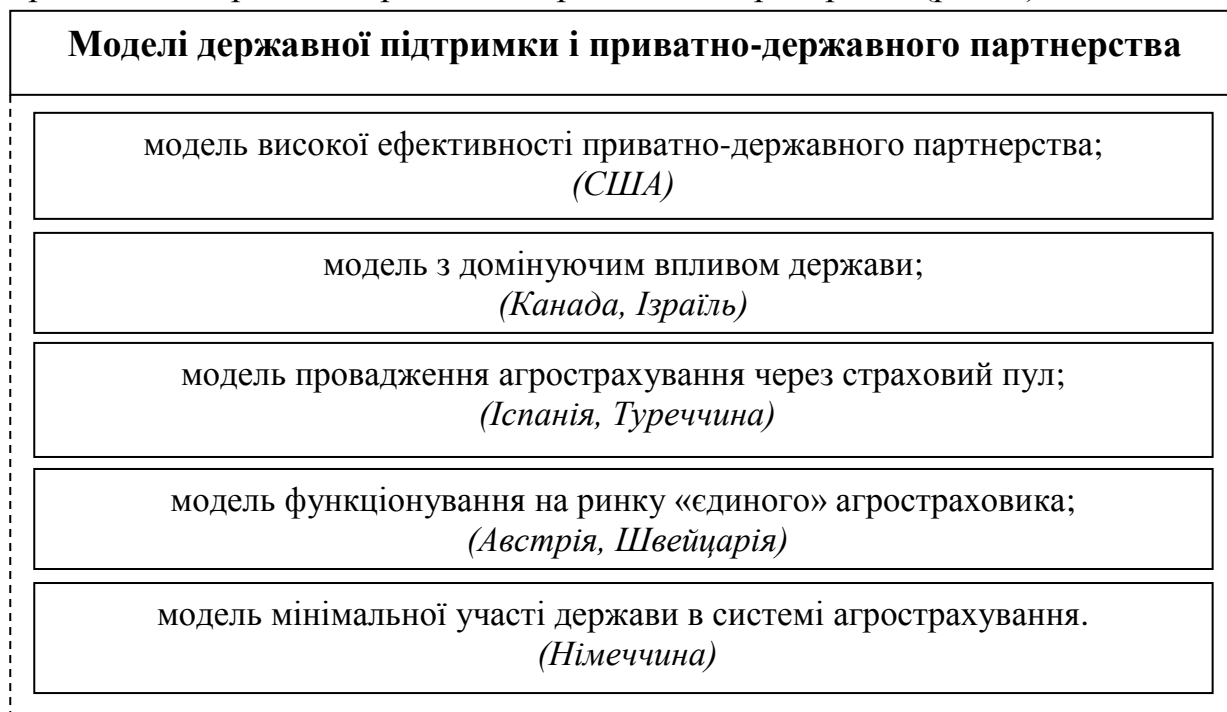 Моделі державної підтримки і приватно-державного партнерства
модель високої ефективності приватно-державного партнерства;
(США)
модель з домінуючим впливом держави;
(Канада, Ізраїль)
модель провадження агрострахування через страховий пул;
(Іспанія, Туреччина)
модель функціонування на ринку «єдиного» агространовика;
(Австрія, Швейцарія)
модель мінімальної участі держави в системі агрострахування.
(Німеччина)